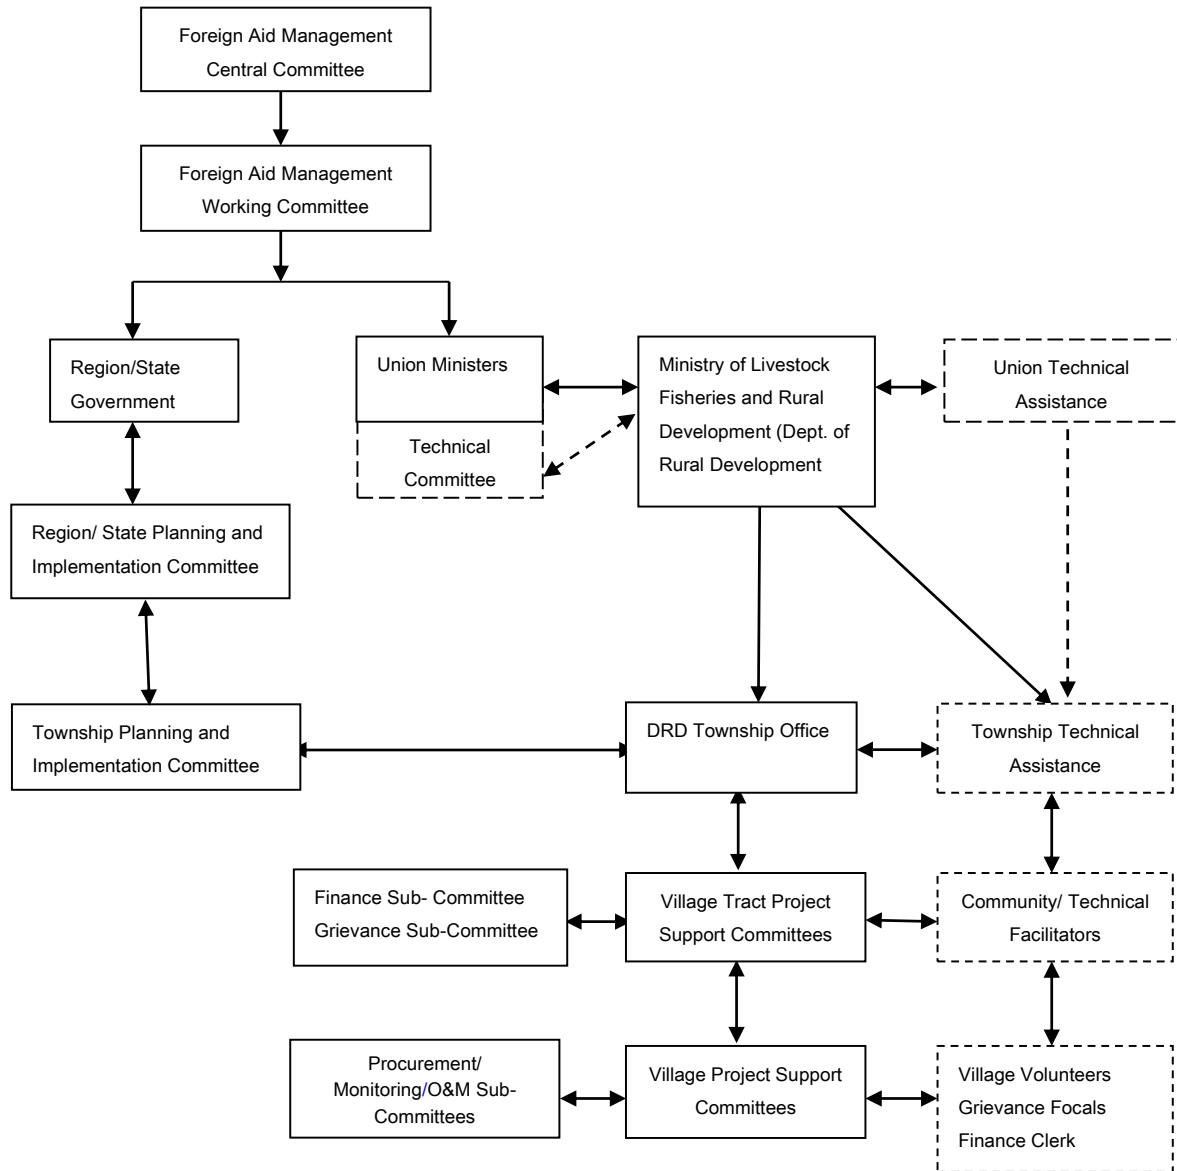 Foreign Aid Management
Central Committee
Foreign Aid Management
Working Committee
Region/State
Government
Union Ministers
Technical
Committee
Ministry of Livestock
Fisheries and Rural
Development (Dept. of
Rural Development
Union Technical
Assistance
Region/ State Planning and
Implementation Committee
Township Planning and
Implementation Committee
DRD Township Office
Township Technical
Assistance
Finance Sub- Committee
Grievance Sub-Committee
Village Tract Project
Support Committees
Community/ Technical
Facilitators
Procurement/
Monitoring/O&M Sub-
Committees
Village Project Support
Committees
Village Volunteers
Grievance Focals
Finance Clerk